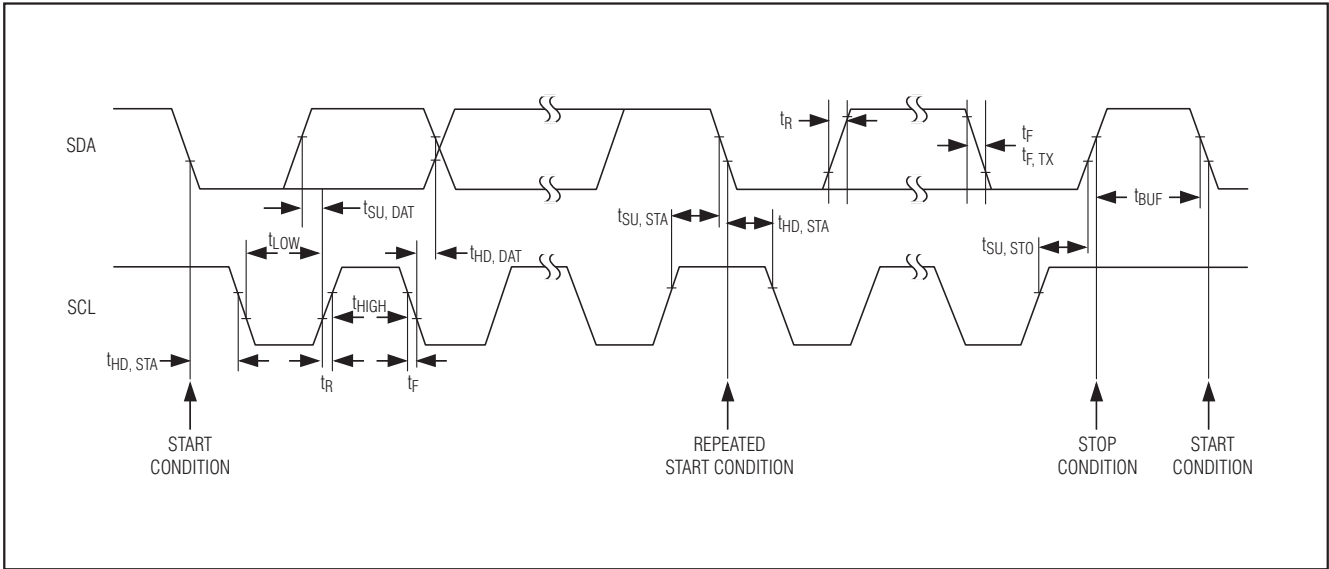 SDA
tR
tF
tF, TX
tSU, DAT
tLOW
tHD, DAT
tSU, STA
tHD, STA
tBUF
tSU, STO
SCL
tHIGH
tHD, STA
tR
tF
START
CONDITION
REPEATED
START CONDITION
STOP
CONDITION
START
CONDITION